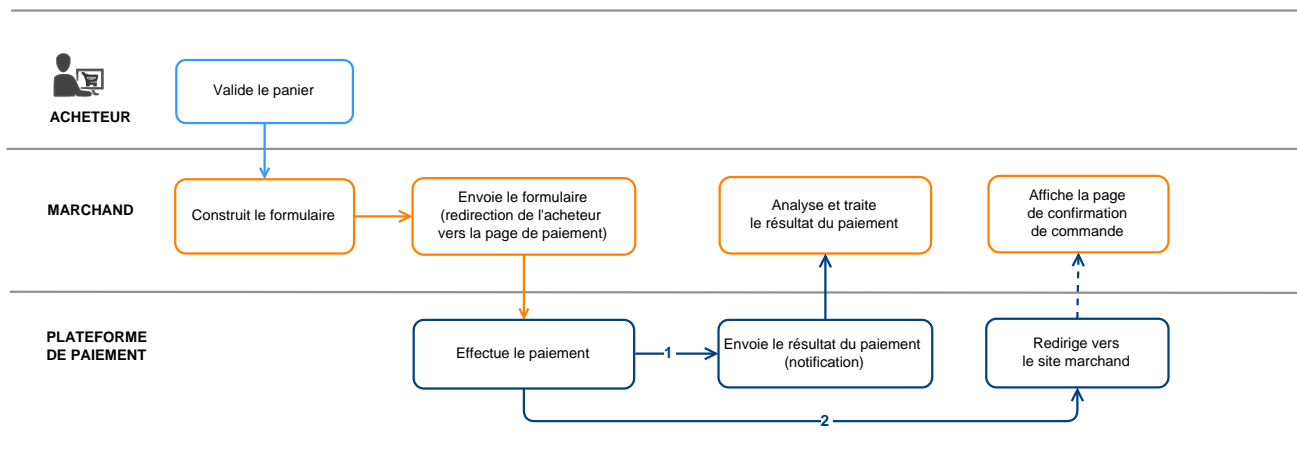 Valide le panier
ACHETEUR
MARCHAND
Construit le formulaire
Envoie le formulaire
(redirection de l'acheteur
vers la page de paiement)
Analyse et traite
le résultat du paiement
Affiche la page
de confirmation
de commande
PLATEFORME
DE PAIEMENT
Effectue le paiement
1
Envoie le résultat du paiement
(notification)
Redirige vers
le site marchand
2